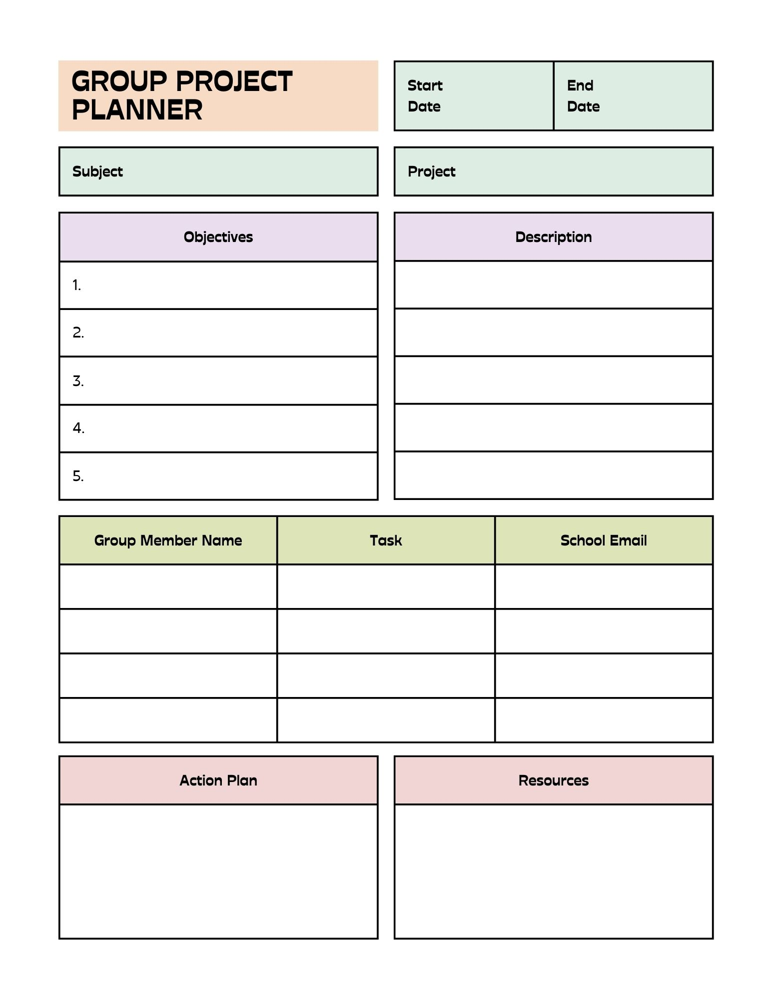 GROUP PROJECT
PLANNER
Start
Date
End
Date
Subject
Project
Objectives
1.
2.
3.
4.
5.
Description
Group Member Name
Task
School Email
Action Plan
Resources